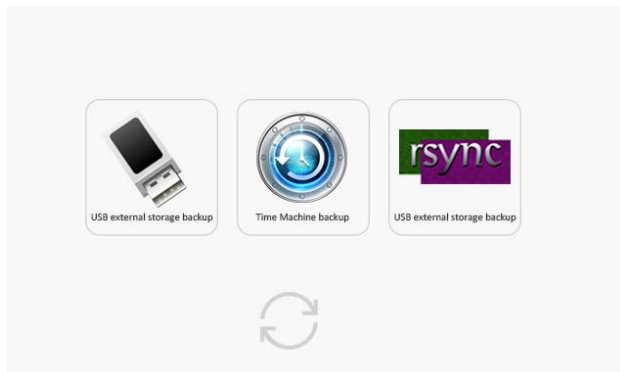 rsync
USB external storage backup
Time Machine backup
USB external storage backup